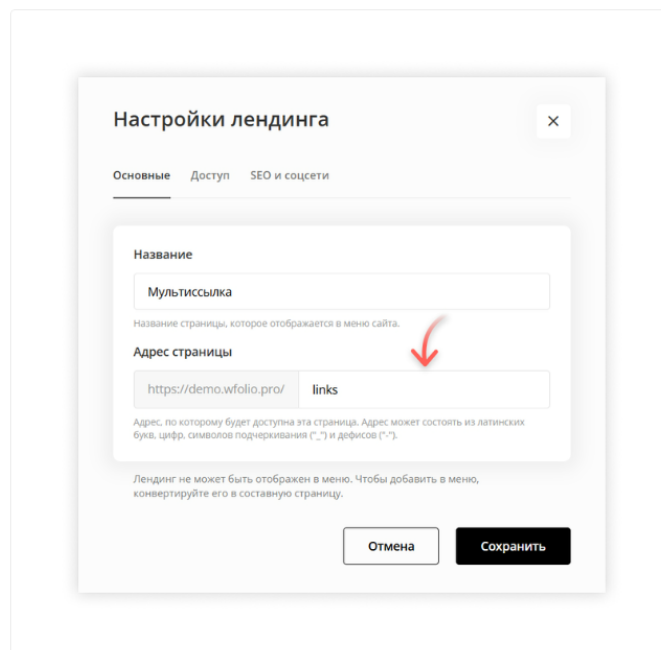 Настройки лендинга
Основные Доступ SEO и соцсети
Название
Мультиссылка
Название страницы, которое отображается в меню сайта.
Адрес страницы
https://demo.wfolio.pro/ links
Адрес, по которому будет доступна эта страница. Адрес может состоять из латинских
букв, цифр, символов подчеркивания ("_") и дефисов ("-").
Лендинг не может быть отображен в меню. Чтобы добавить в меню,
конвертируйте его в составную страницу.
Отмена Сохранить